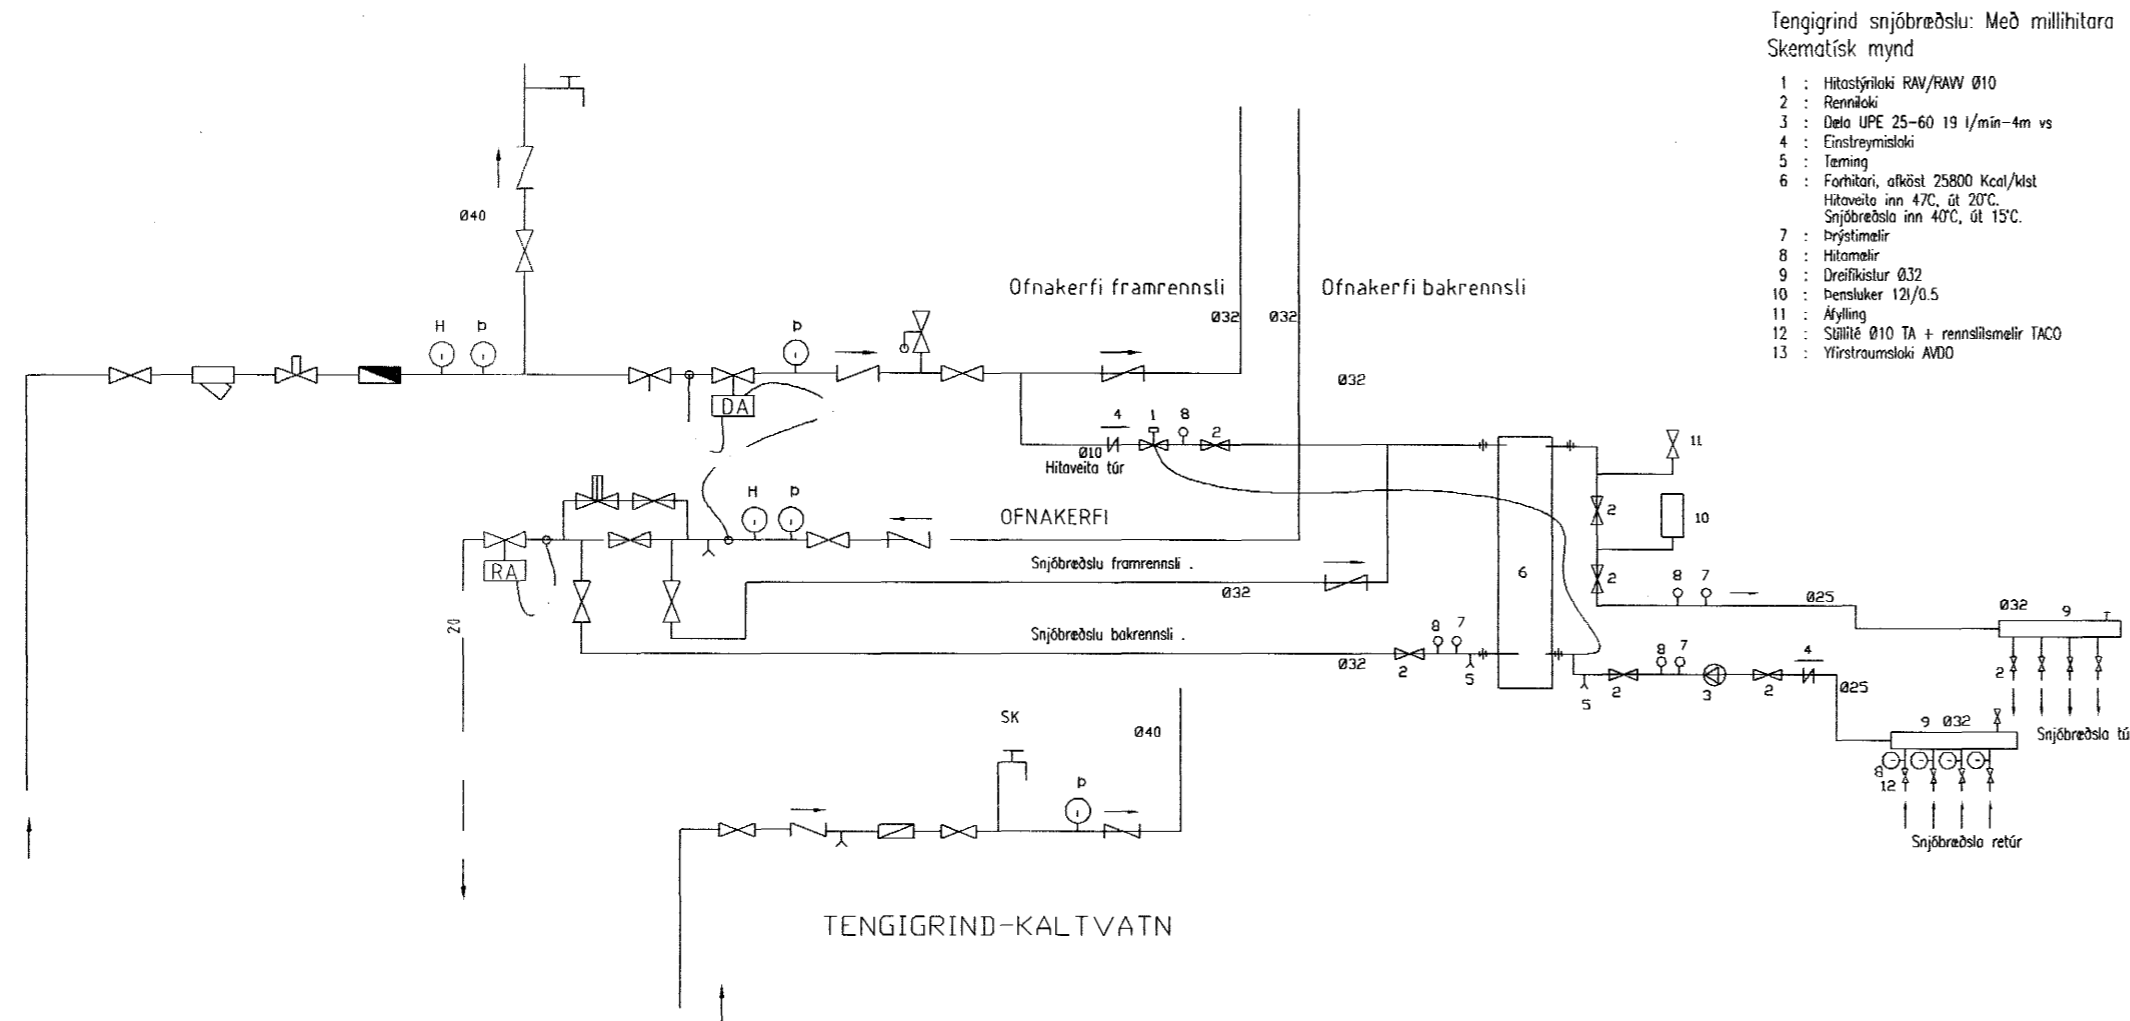 Tengigrind snjóbræðslu: Með millihitara
Skematísk mynd
1 : Hitastýriloki RAV/RAVV Ø10
2 : Renniloki
3 : Dela UPE 25-60 19 l/mín-4m vs
4 : Einstreymisloki
5 : Tæming
6 : Forhitari, afköst 25800 Kcal/klst
Hitaveita inn 47C, út 20°C.
Snjóbræðsla inn 40°C, út 15°C.
7 : Þrýstimælir
8 : Hitamælir
9 : Dreifikistur Ø32
10 : Þensluker 12l/0.5
11 : Áfylling
12 : Stillité Ø10 TA + rennslilsmælir TACO
13 : Yfirstraumsloki AVDO
Ø40
Ofnakerfi framrennsli
Ofnakerfi bakrennsli
Ø32
Ø32
H
Þ
Þ
Ø32
DA
4
1
8
2
Ø10
Hitaveita túr
11
H
Þ
OFNAKERFI
2
10
RA
Snjóbræðslu framrennsli .
Ø32
6
2
8
7
Ø25
Ø32
9
20
Snjóbræðslu bakrennsli .
Ø32
8
7
2
5
8
7
4
5
2
3
2
Ø25
2
SK
Ø40
9
Ø32
Snjóbræðsla tú
Þ
8
12
Snjóbræðsla retúr
TENGIGRIND-KALTVATN